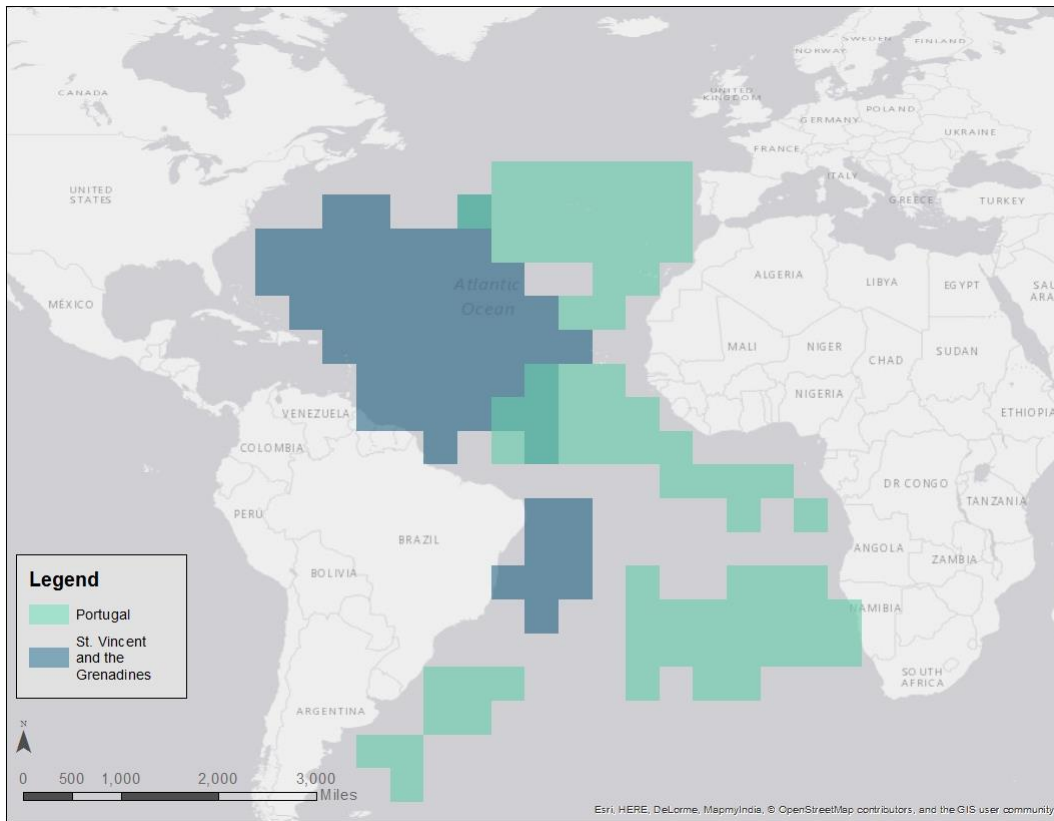 SWEDEN
FINLAND
NORWAY
CANADA
UNITED
KINGDOM
POLAND
GERMANY
UKRAINE
FRANCE
ITALY
UNITED
STATES
GREECE
TURKEY
ALGERIA
LIBYA
EGYPT
SAU
ARA
Atlantic
Ocean
MÉXICO
MALI
NIGER
CHAD
SUDAN
NIGERIA
ETHIOPIA
VENEZUELA
COLOMBIA
DR CONGO
TANZANIA
PERÚ
BRAZIL
ANGOLA
ZAMBIA
BOLIVIA
NAMIBIA
SOUTH
AFRICA
ARGENTINA
Legend
Portugal
St. Vincent
and the
Grenadines
N
0 500 1,000 2,000 3,000
Miles
Esri, HERE, DeLorme, MapmyIndia, © OpenStreetMap contributors, and the GIS user community